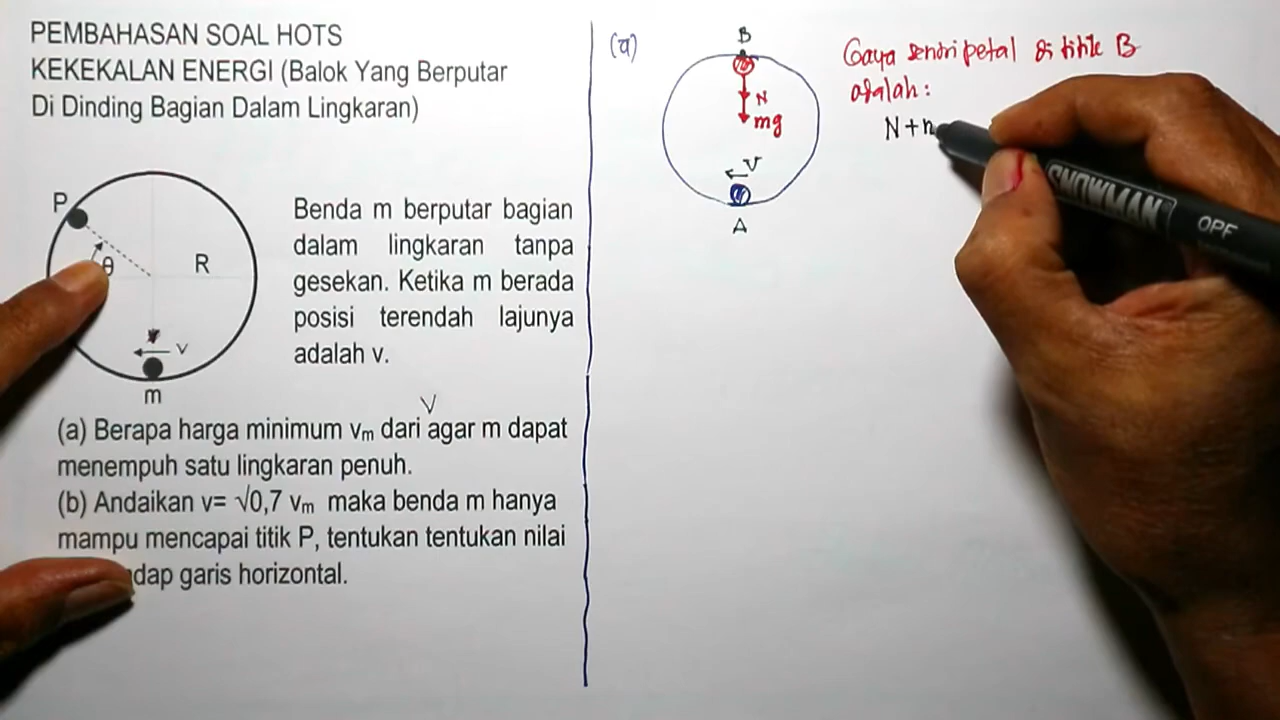 PEMBAHASAN SOAL HOTS
KEKEKALAN ENERGI (Balok Yang Berputar
Di Dinding Bagian Dalam Lingkaran)
P
θ
R
v
m
Benda m berputar bagian
dalam lingkaran tanpa
gesekan. Ketika m berada
posisi terendah lajunya
adalah v.
v
(a) Berapa harga minimum vₘ dari agar m dapat
menempuh satu lingkaran penuh.
(b) Andaikan v= √0,7 vₘ maka benda m hanya
mampu mencapai titik P, tentukan tentukan nilai
dap garis horizontal.
(a)
B
N
mg
v
A
Gaya sentripetal di titik B
adalah:
N+
SNOWMAN OPF